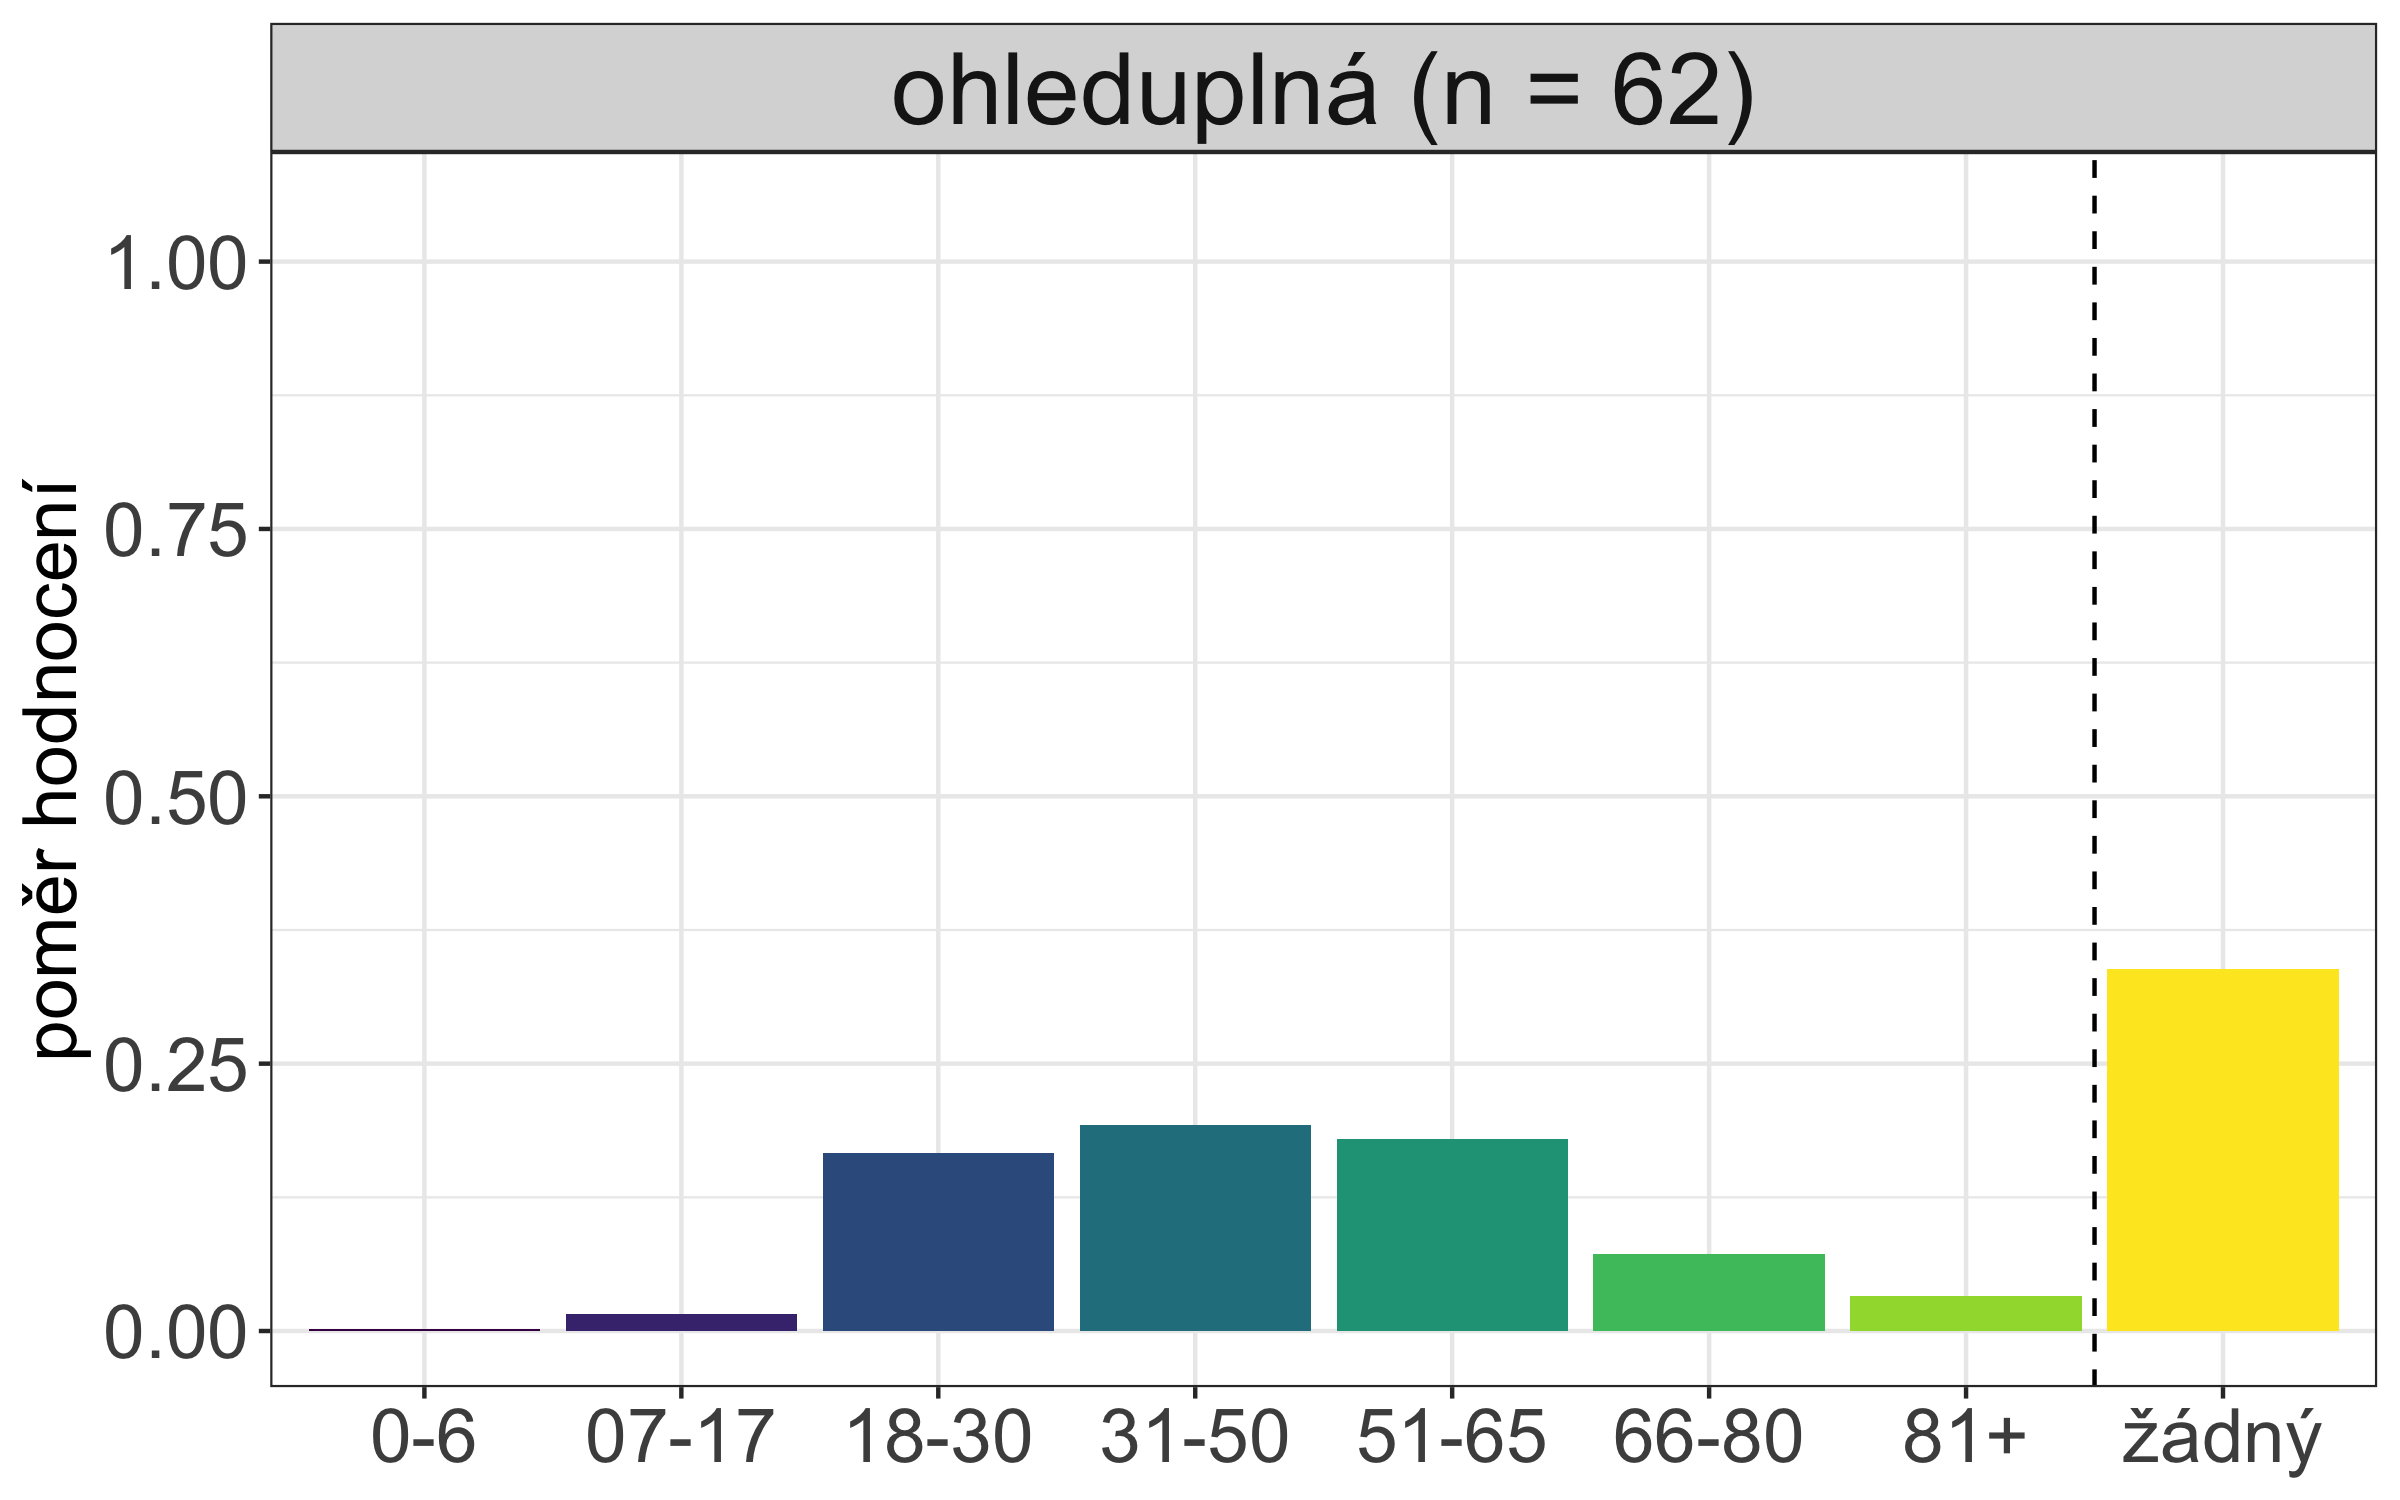 ohleduplná (n = 62)
poměr hodnocení
1.00
0.75
0.50
0.25
0.00
0-6 07-17 18-30 31-50 51-65 66-80 81+ žádný